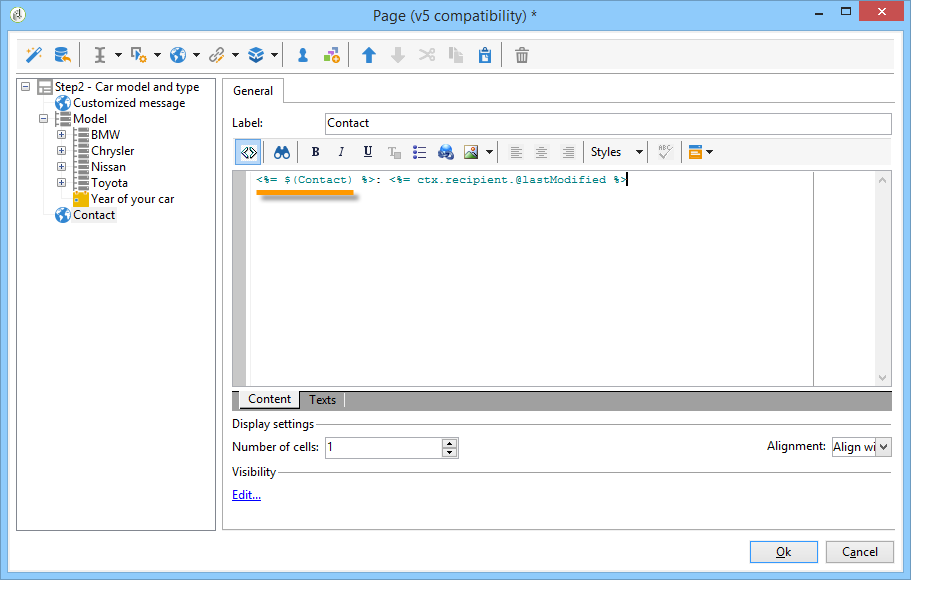 Page (v5 compatibility) *
Step2 - Car model and type
Customized message
Model
BMW
Chrysler
Nissan
Toyota
Year of your car
Contact
General
Label: Contact
B I U T Styles ABC
<%= $(Contact) %>: <%= ctx.recipient.@lastModified %>
Content Texts
Display settings
Number of cells: 1 Alignment: Align wi
Visibility
Edit...
Ok Cancel